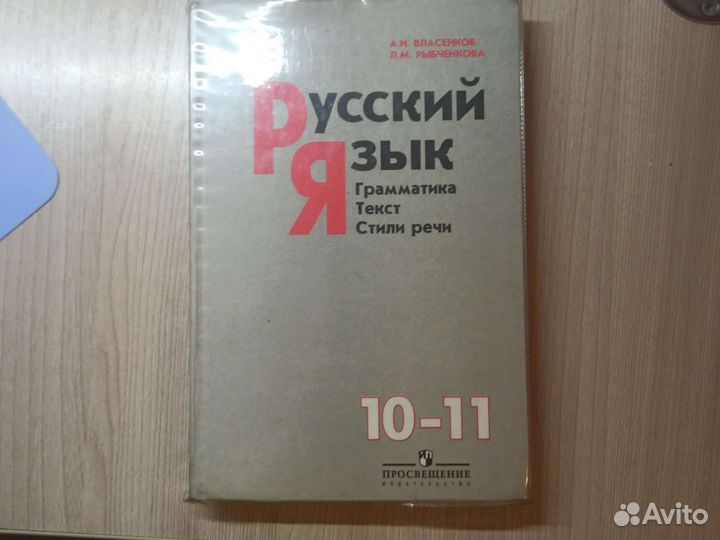 А.И. ВЛАСЕНКОВ
Л.М. РЫБЧЕНКОВА
Русский
Язык
Грамматика
Текст
Стили речи
10-11
ПРОСВЕЩЕНИЕ
ИЗДАТЕЛЬСТВО
Avito